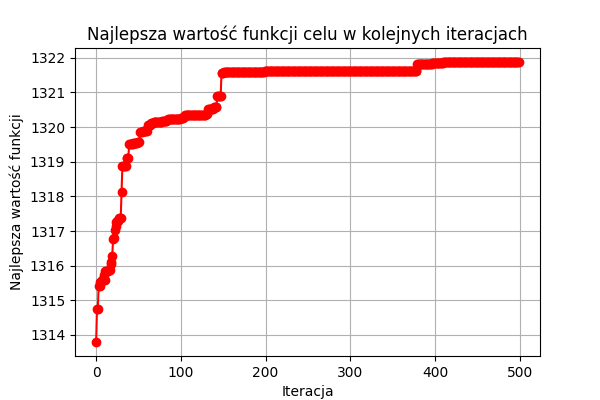 Najlepsza wartość funkcji celu w kolejnych iteracjach
Najlepsza wartość funkcji
1322
1321
1320
1319
1318
1317
1316
1315
1314
0 100 200 300 400 500
Iteracja